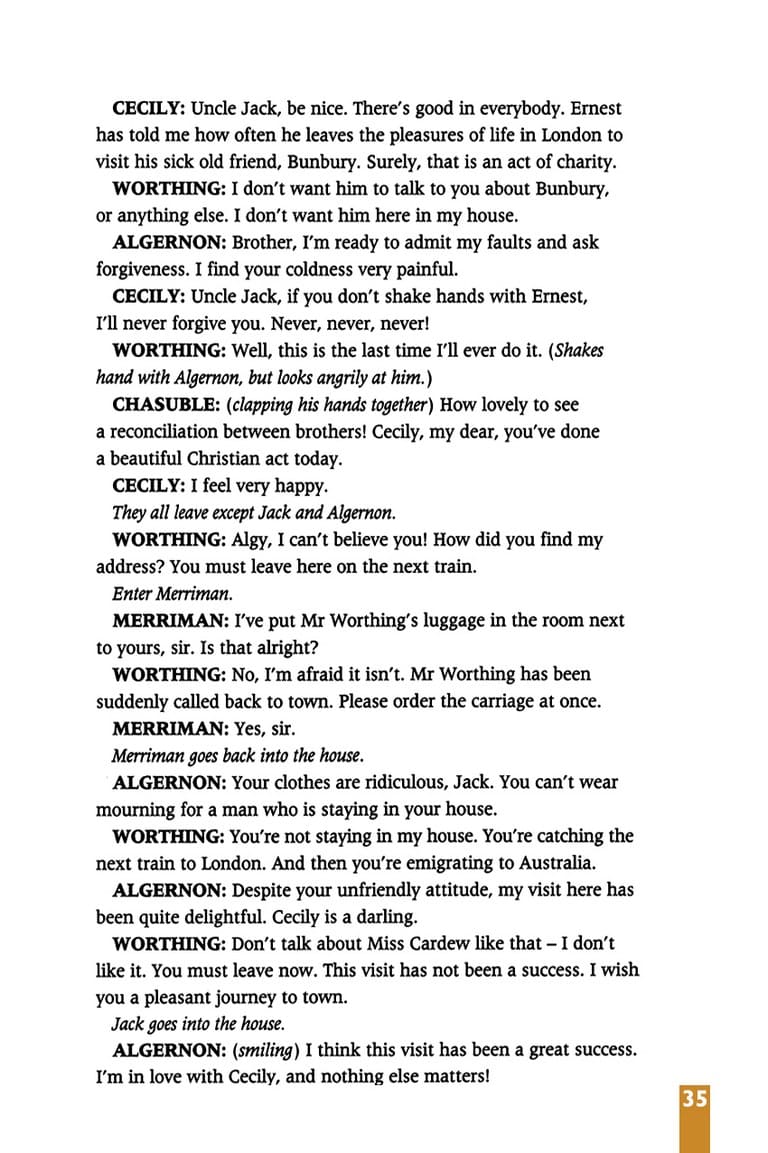 CECILY: Uncle Jack, be nice. There's good in everybody. Ernest
has told me how often he leaves the pleasures of life in London to
visit his sick old friend, Bunbury. Surely, that is an act of charity.
WORTHING: I don't want him to talk to you about Bunbury,
or anything else. I don't want him here in my house.
ALGERNON: Brother, I'm ready to admit my faults and ask
forgiveness. I find your coldness very painful.
CECILY: Uncle Jack, if you don't shake hands with Ernest,
I'll never forgive you. Never, never, never!
WORTHING: Well, this is the last time I'll ever do it. (Shakes
hand with Algernon, but looks angrily at him.)
CHASUBLE: (clapping his hands together) How lovely to see
a reconciliation between brothers! Cecily, my dear, you've done
a beautiful Christian act today.
CECILY: I feel very happy.
They all leave except Jack and Algernon.
WORTHING: Algy, I can't believe you! How did you find my
address? You must leave here on the next train.
Enter Merriman.
MERRIMAN: I've put Mr Worthing's luggage in the room next
to yours, sir. Is that alright?
WORTHING: No, I'm afraid it isn't. Mr Worthing has been
suddenly called back to town. Please order the carriage at once.
MERRIMAN: Yes, sir.
Merriman goes back into the house.
ALGERNON: Your clothes are ridiculous, Jack. You can't wear
mourning for a man who is staying in your house.
WORTHING: You're not staying in my house. You're catching the
next train to London. And then you're emigrating to Australia.
ALGERNON: Despite your unfriendly attitude, my visit here has
been quite delightful. Cecily is a darling.
WORTHING: Don't talk about Miss Cardew like that – I don't
like it. You must leave now. This visit has not been a success. I wish
you a pleasant journey to town.
Jack goes into the house.
ALGERNON: (smiling) I think this visit has been a great success.
I'm in love with Cecily, and nothing else matters!
35